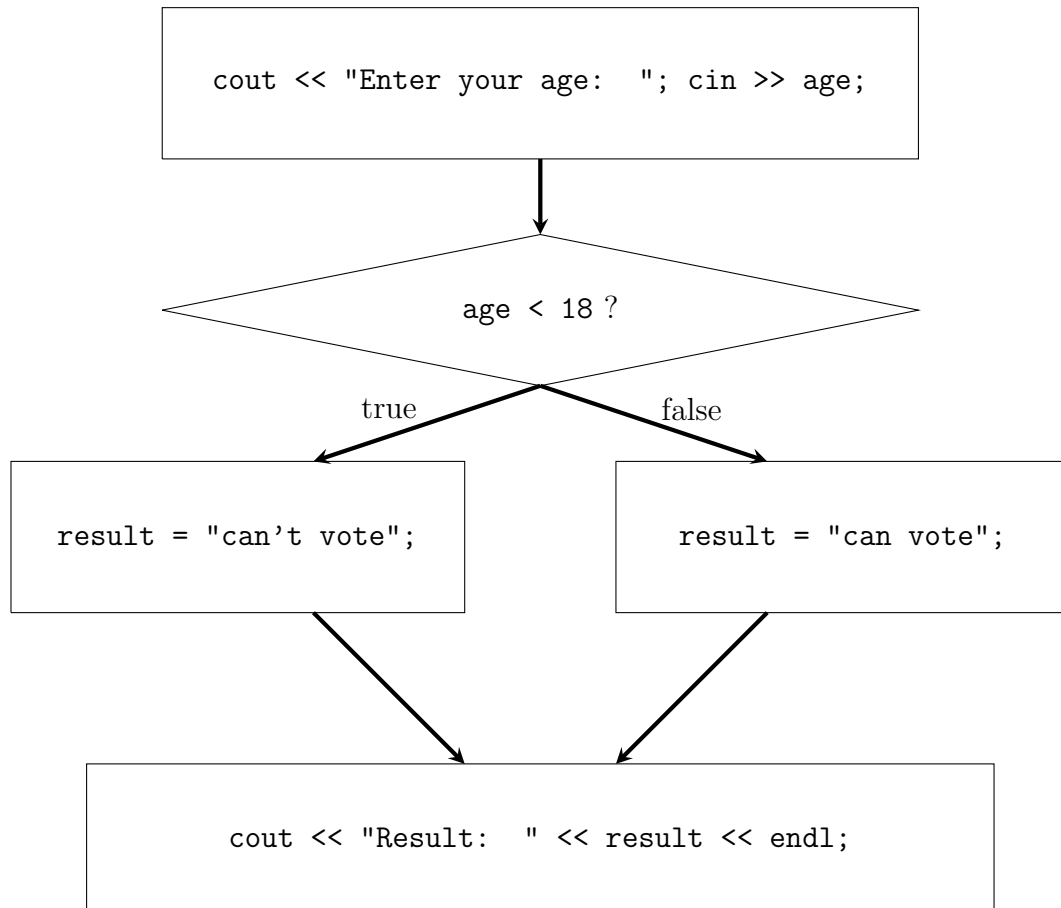 cout << "Enter your age:  "; cin >> age;
age < 18 ?
true
false
result = "can't vote";
result = "can vote";
cout << "Result:  " << result << endl;